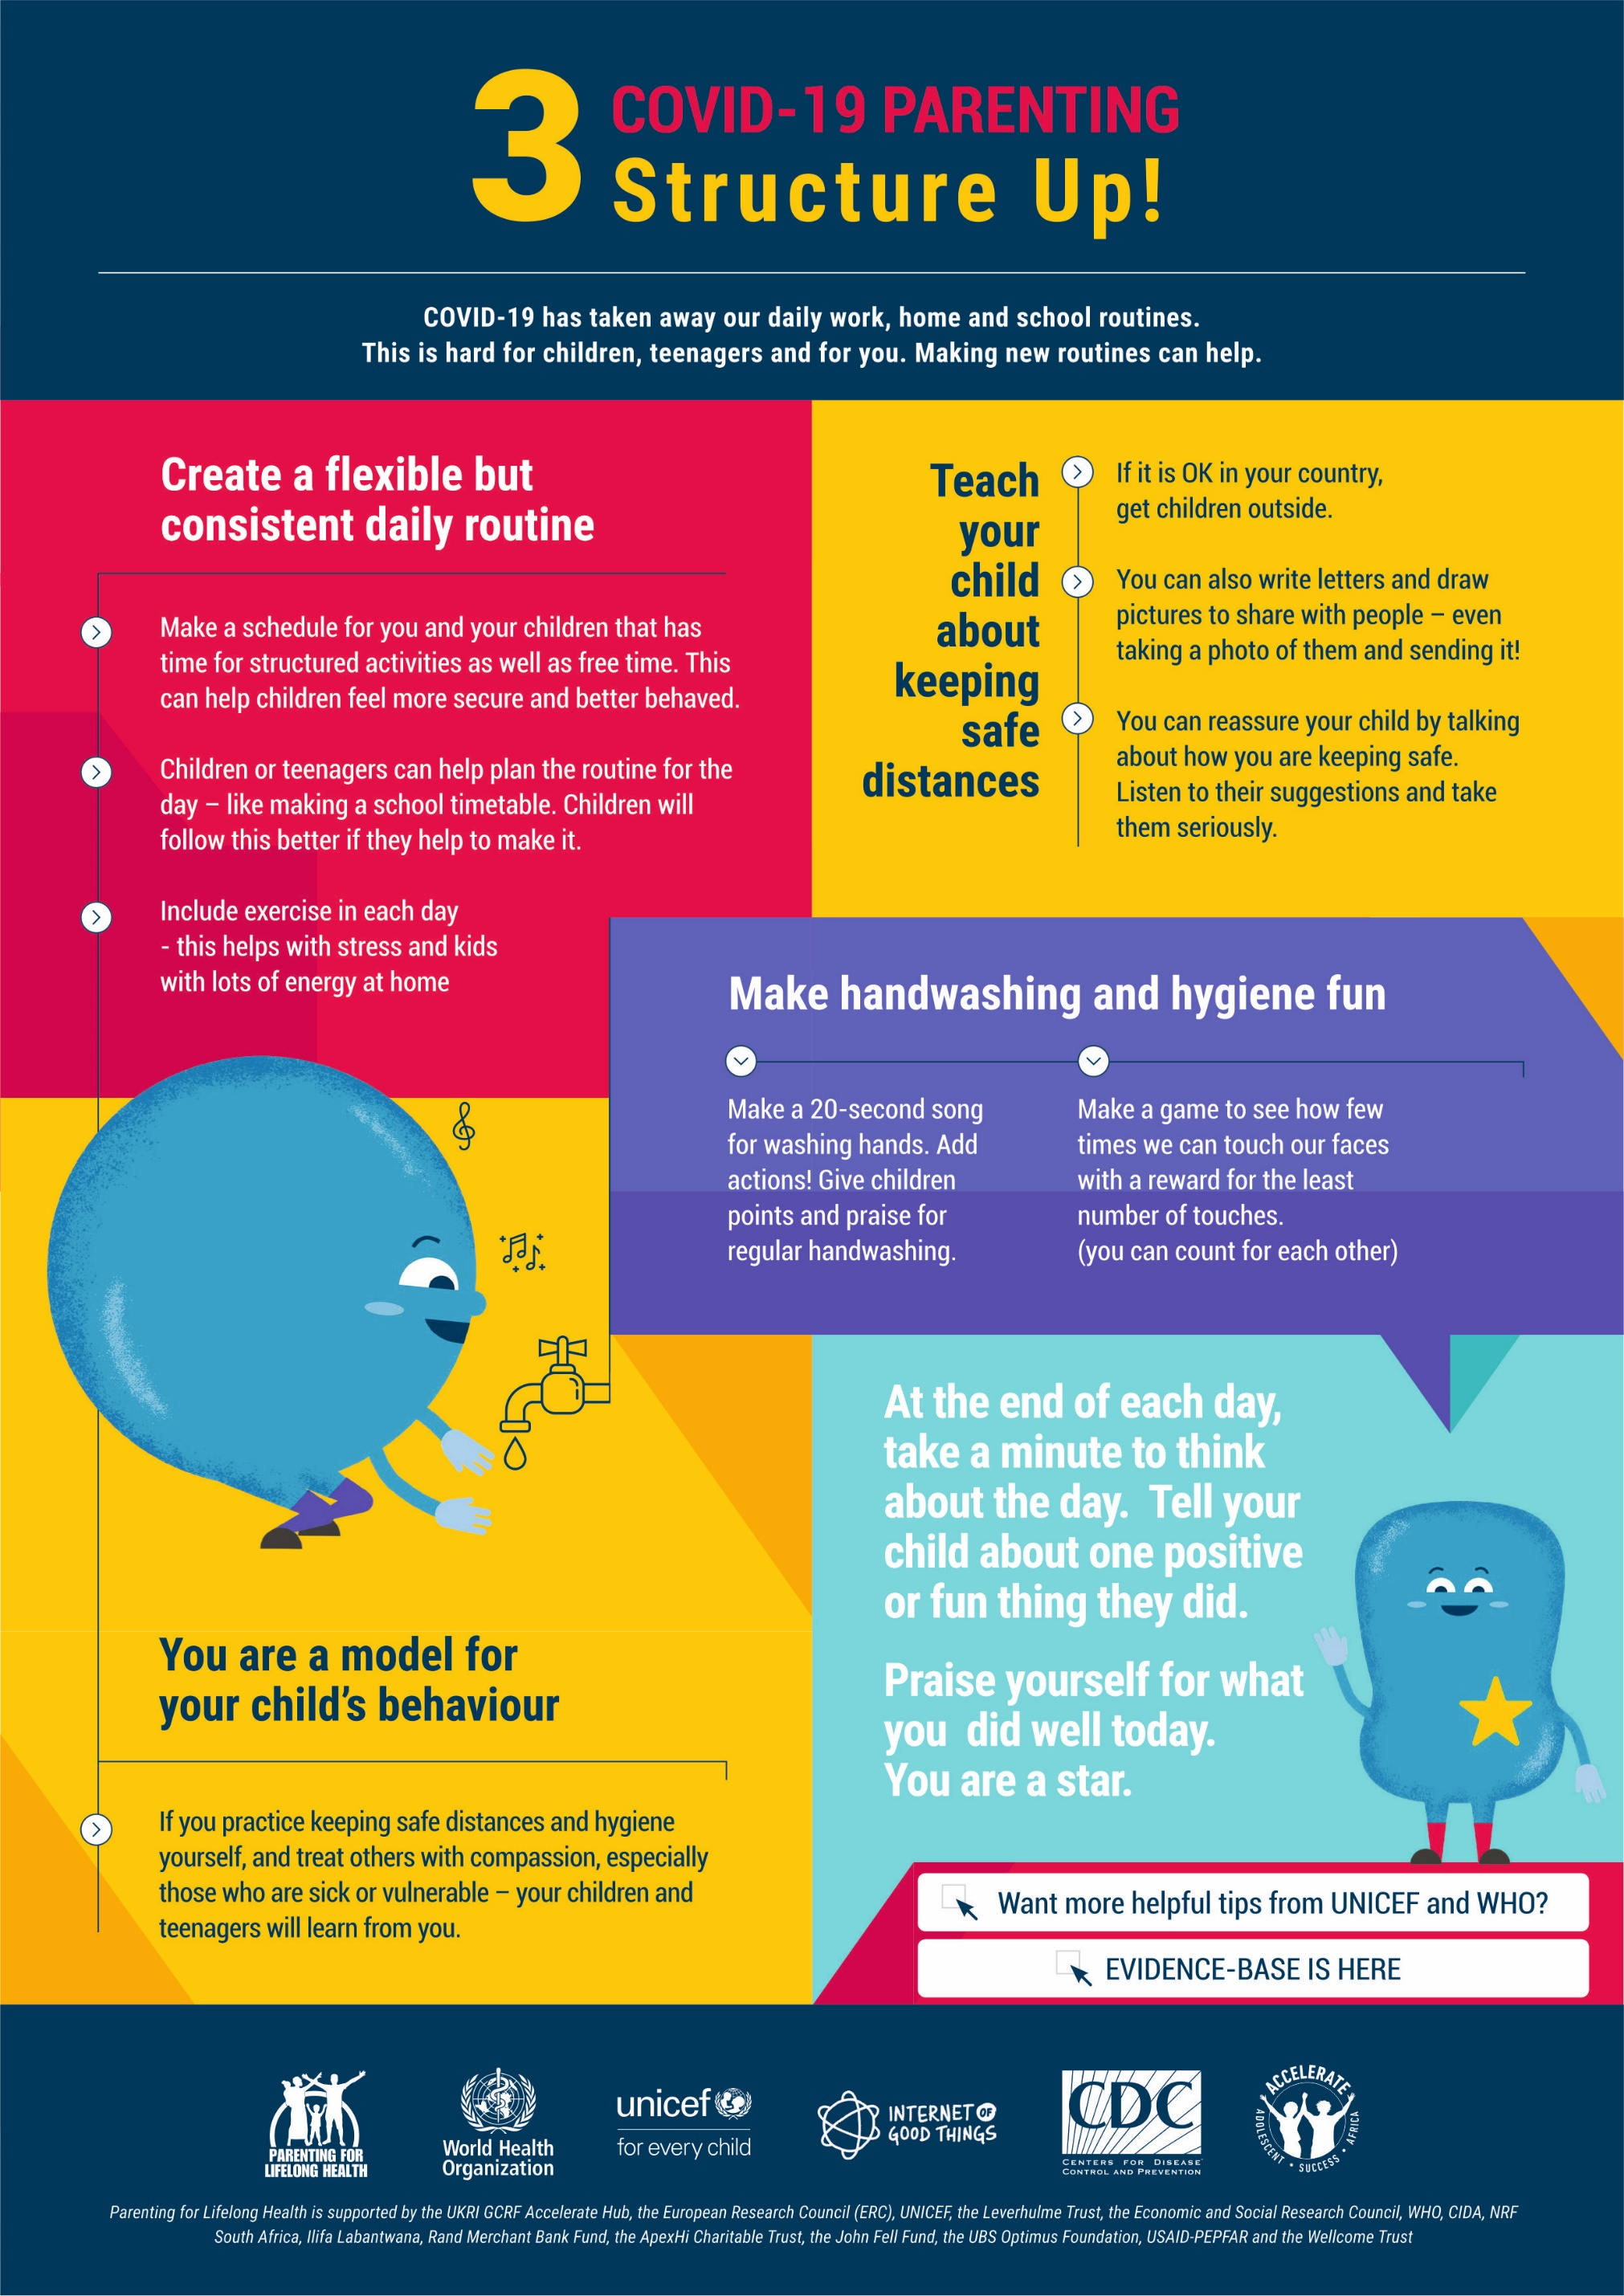 3
COVID-19 PARENTING
Structure Up!
COVID-19 has taken away our daily work, home and school routines.
This is hard for children, teenagers and for you. Making new routines can help.
Create a flexible but
consistent daily routine
Make a schedule for you and your children that has
time for structured activities as well as free time. This
can help children feel more secure and better behaved.
Children or teenagers can help plan the routine for the
day – like making a school timetable. Children will
follow this better if they help to make it.
Include exercise in each day
- this helps with stress and kids
with lots of energy at home
Teach
your
child
about
keeping
safe
distances
If it is OK in your country,
get children outside.
You can also write letters and draw
pictures to share with people – even
taking a photo of them and sending it!
You can reassure your child by talking
about how you are keeping safe.
Listen to their suggestions and take
them seriously.
Make handwashing and hygiene fun
Make a 20-second song
for washing hands. Add
actions! Give children
points and praise for
regular handwashing.
Make a game to see how few
times we can touch our faces
with a reward for the least
number of touches.
(you can count for each other)
You are a model for
your child's behaviour
If you practice keeping safe distances and hygiene
yourself, and treat others with compassion, especially
those who are sick or vulnerable – your children and
teenagers will learn from you.
At the end of each day,
take a minute to think
about the day. Tell your
child about one positive
or fun thing they did.
Praise yourself for what
you did well today.
You are a star.
Want more helpful tips from UNICEF and WHO?
EVIDENCE-BASE IS HERE
PARENTING FOR
LIFELONG HEALTH
World Health
Organization
unicef
for every child
INTERNET OF
GOOD THINGS
CDC
CENTERS FOR DISEASE
CONTROL AND PREVENTION
ACCELERATE
ADOLESCENT • SUCCESS • AFRICA
Parenting for Lifelong Health is supported by the UKRI GCRF Accelerate Hub, the European Research Council (ERC), UNICEF, the Leverhulme Trust, the Economic and Social Research Council, WHO, CIDA, NRF
South Africa, Ilifa Labantwana, Rand Merchant Bank Fund, the ApexHi Charitable Trust, the John Fell Fund, the UBS Optimus Foundation, USAID-PEPFAR and the Wellcome Trust